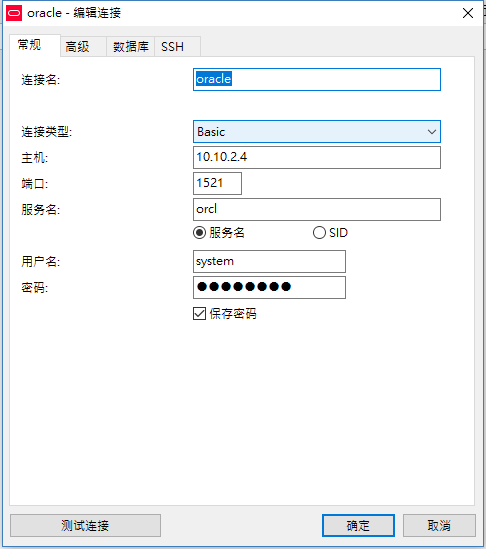 oracle - 编辑连接
常规 高级 数据库 SSH
连接名: oracle
连接类型: Basic
主机: 10.10.2.4
端口: 1521
服务名: orcl
服务名 SID
用户名: system
密码: ●●●●●●●●
保存密码
测试连接 确定 取消